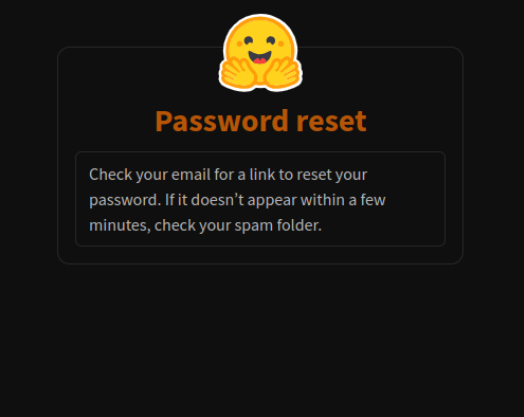 Password reset
Check your email for a link to reset your
password. If it doesn’t appear within a few
minutes, check your spam folder.